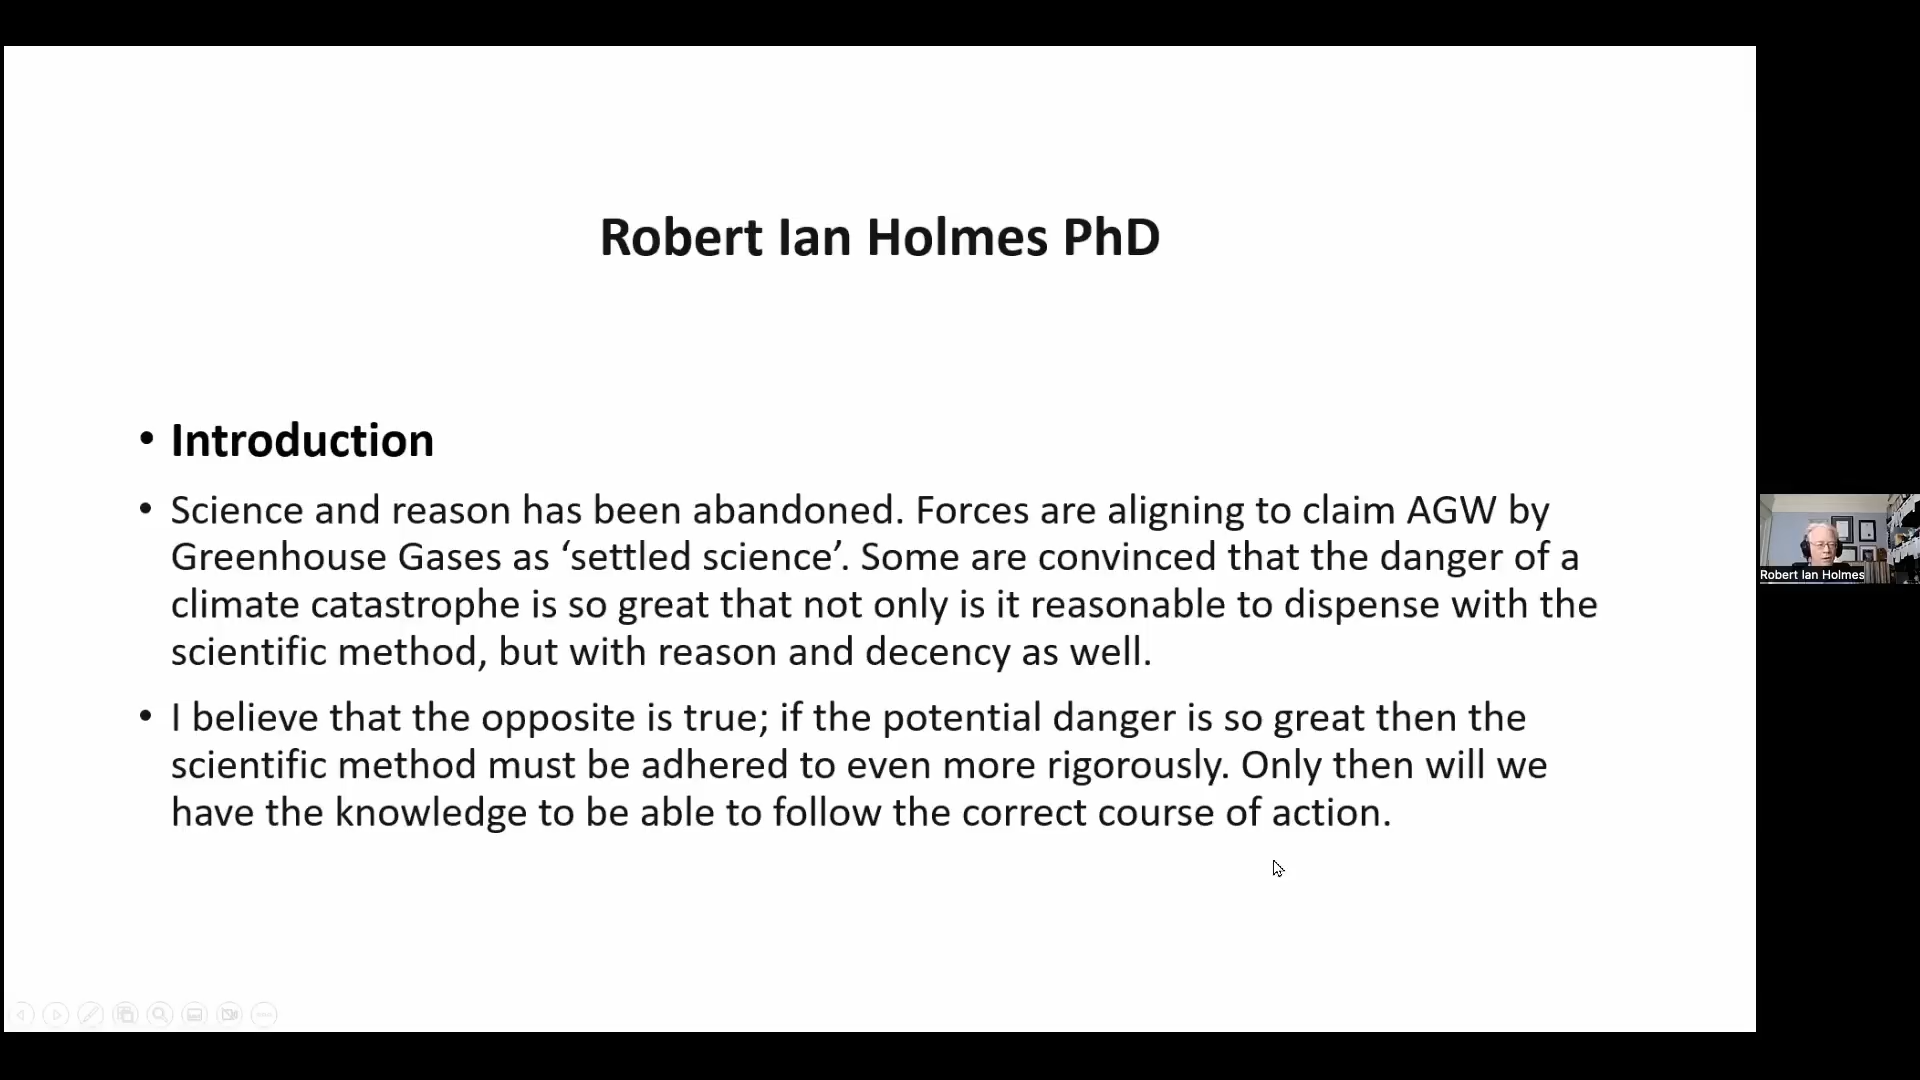 Robert Ian Holmes PhD
• Introduction
• Science and reason has been abandoned. Forces are aligning to claim AGW by
Greenhouse Gases as ‘settled science’. Some are convinced that the danger of a
climate catastrophe is so great that not only is it reasonable to dispense with the
scientific method, but with reason and decency as well.
• I believe that the opposite is true; if the potential danger is so great then the
scientific method must be adhered to even more rigorously. Only then will we
have the knowledge to be able to follow the correct course of action.
Robert Ian Holmes